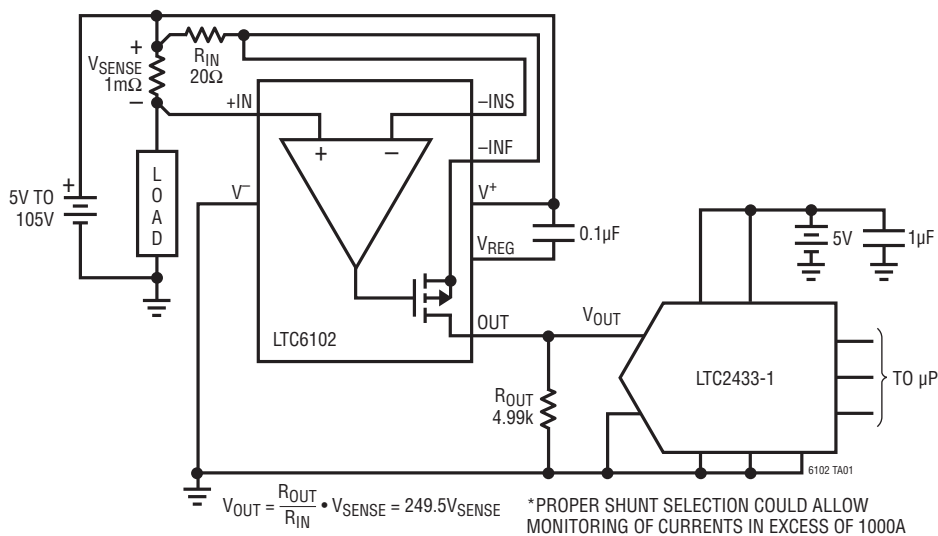 +
VSENSE
1mΩ
–
RIN
20Ω
+IN
–INS
–INF
+ –
V–
V+
VREG
0.1µF
L
O
A
D
5V TO
105V
+
LTC6102
OUT
VOUT
ROUT
4.99k
+
5V
1µF
LTC2433-1
TO µP
6102 TA01
VOUT = ROUT/RIN • VSENSE = 249.5VSENSE
*PROPER SHUNT SELECTION COULD ALLOW
MONITORING OF CURRENTS IN EXCESS OF 1000A